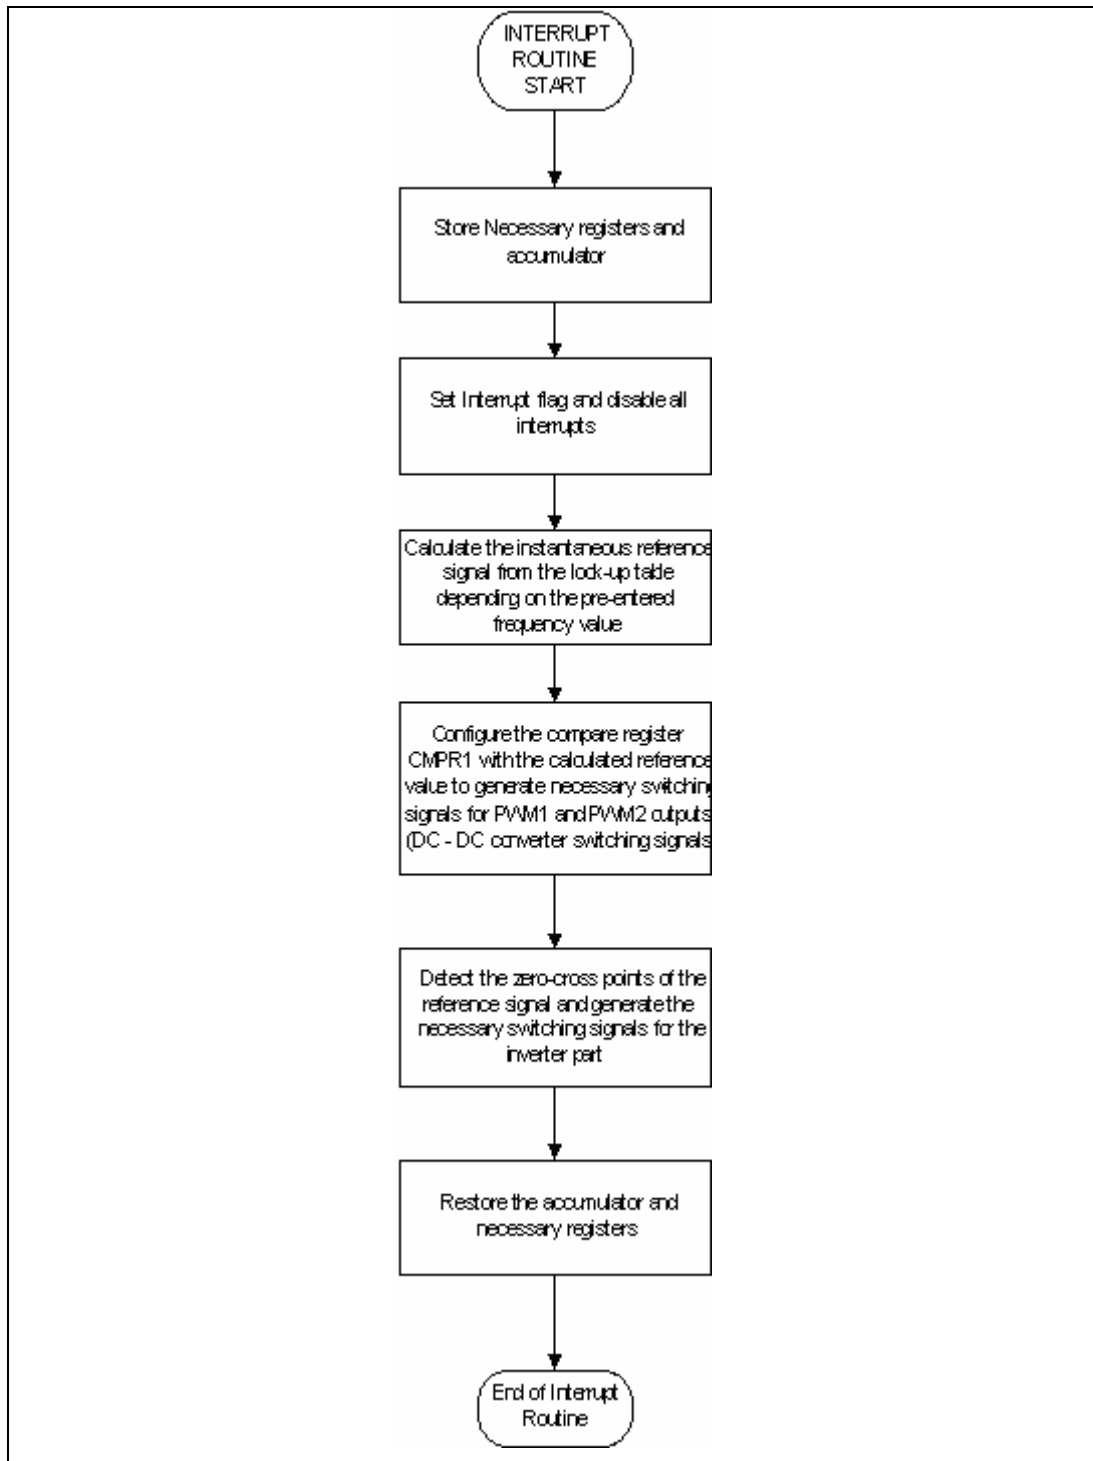 INTERRUPT
ROUTINE
START
Store Necessary registers and
accumulator
Set Interrupt flag and disable all
interrupts
Calculate the instantaneous reference
signal from the look-up table
depending on the pre-entered
frequency value
Configure the compare register
CMPR1 with the calculated reference
value to generate necessary switching
signals for PWM1 and PWM2 outputs
(DC - DC converter switching signals
Detect the zero-cross points of the
reference signal and generate the
necessary switching signals for the
inverter part
Restore the accumulator and
necessary registers
End of Interrupt
Routine